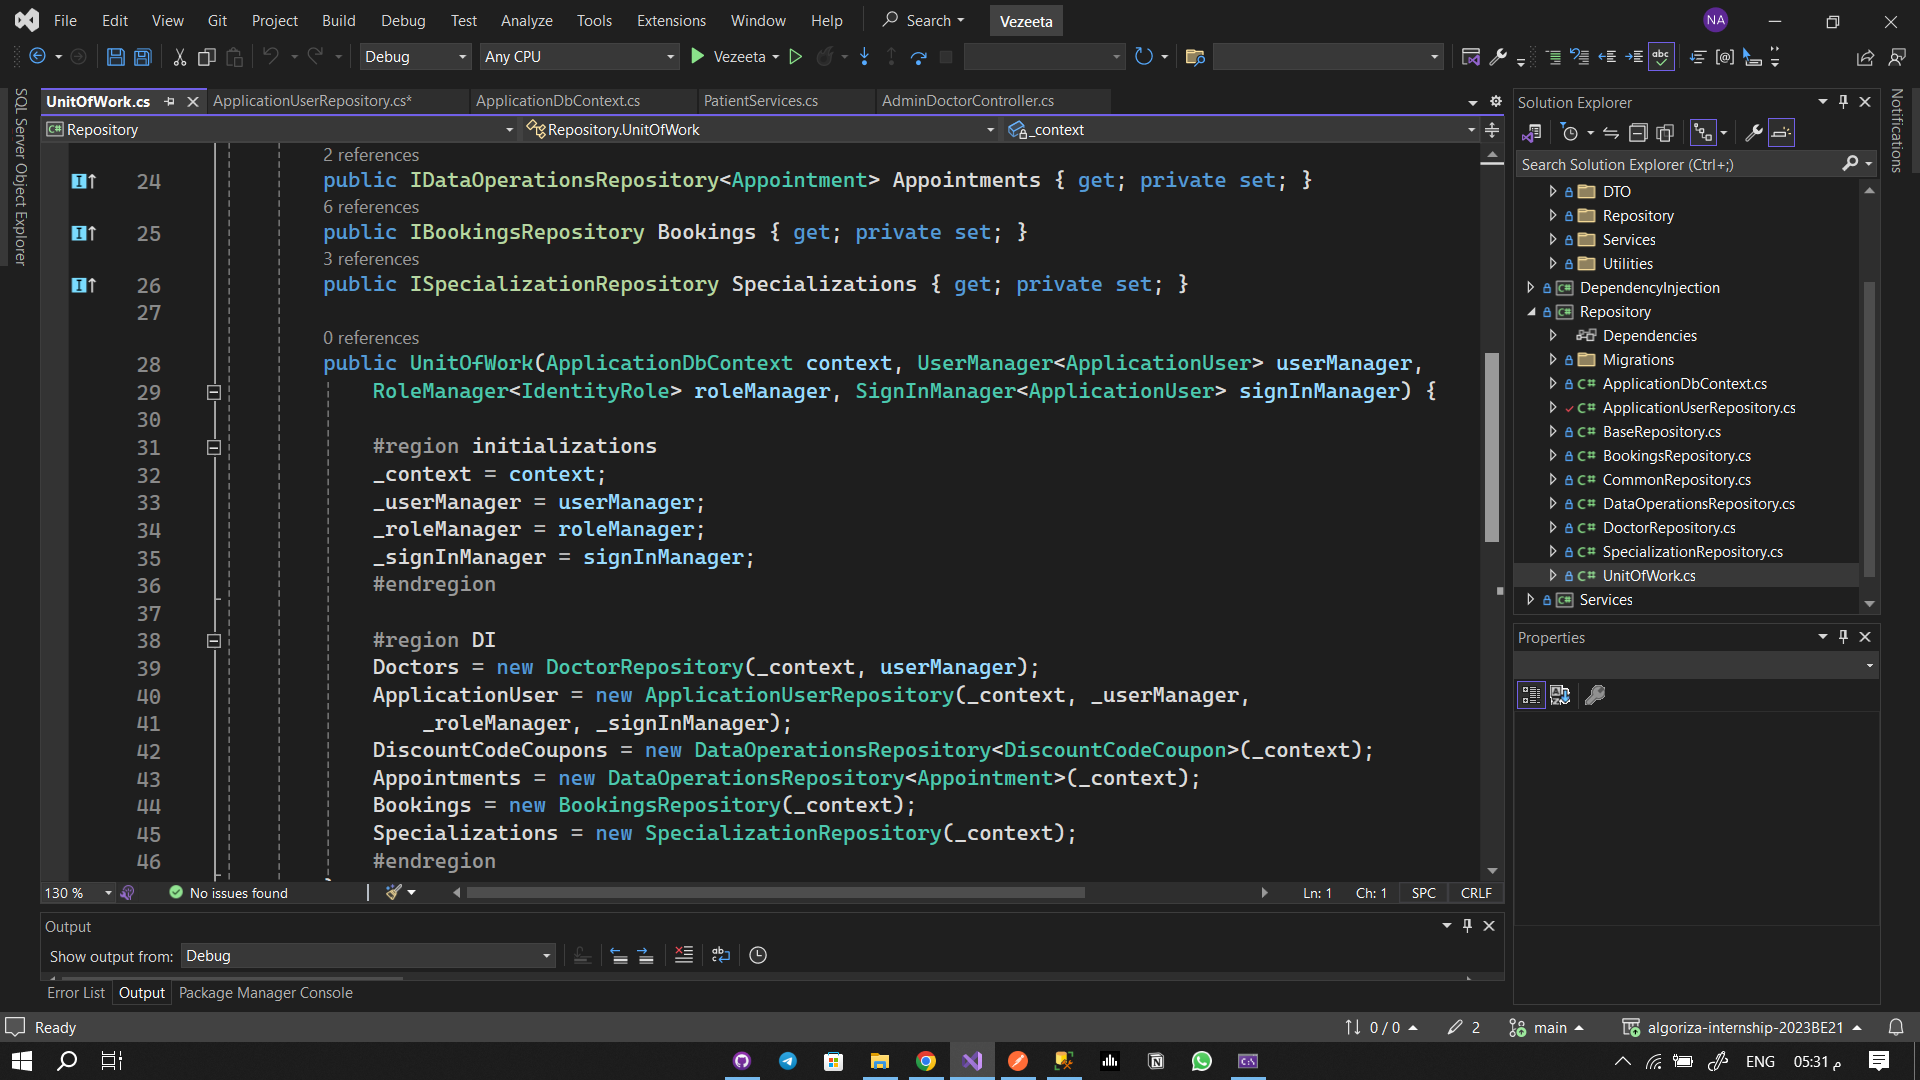 File Edit View Git Project Build Debug Test Analyze Tools Extensions Window Help Search Vezeeta NA
Debug Any CPU Vezeeta
SQL Server Object Explorer
UnitOfWork.cs ApplicationUserRepository.cs* ApplicationDbContext.cs PatientServices.cs AdminDoctorController.cs
Repository Repository.UnitOfWork _context
2 references
24 public IDataOperationsRepository<Appointment> Appointments { get; private set; }
6 references
25 public IBookingsRepository Bookings { get; private set; }
3 references
26 public ISpecializationRepository Specializations { get; private set; }
27
0 references
28 public UnitOfWork(ApplicationDbContext context, UserManager<ApplicationUser> userManager,
29 RoleManager<IdentityRole> roleManager, SignInManager<ApplicationUser> signInManager) {
30
31 #region initializations
32 _context = context;
33 _userManager = userManager;
34 _roleManager = roleManager;
35 _signInManager = signInManager;
36 #endregion
37
38 #region DI
39 Doctors = new DoctorRepository(_context, userManager);
40 ApplicationUser = new ApplicationUserRepository(_context, _userManager,
41 _roleManager, _signInManager);
42 DiscountCodeCoupons = new DataOperationsRepository<DiscountCodeCoupon>(_context);
43 Appointments = new DataOperationsRepository<Appointment>(_context);
44 Bookings = new BookingsRepository(_context);
45 Specializations = new SpecializationRepository(_context);
46 #endregion
130 % No issues found Ln: 1 Ch: 1 SPC CRLF
Output
Show output from: Debug
Error List Output Package Manager Console
Solution Explorer
Search Solution Explorer (Ctrl+;)
DTO
Repository
Services
Utilities
DependencyInjection
Repository
Dependencies
Migrations
ApplicationDbContext.cs
ApplicationUserRepository.cs
BaseRepository.cs
BookingsRepository.cs
CommonRepository.cs
DataOperationsRepository.cs
DoctorRepository.cs
SpecializationRepository.cs
UnitOfWork.cs
Services
Properties
Notifications
Ready 0 / 0 2 main algoriza-internship-2023BE21
ENG 05:31 م